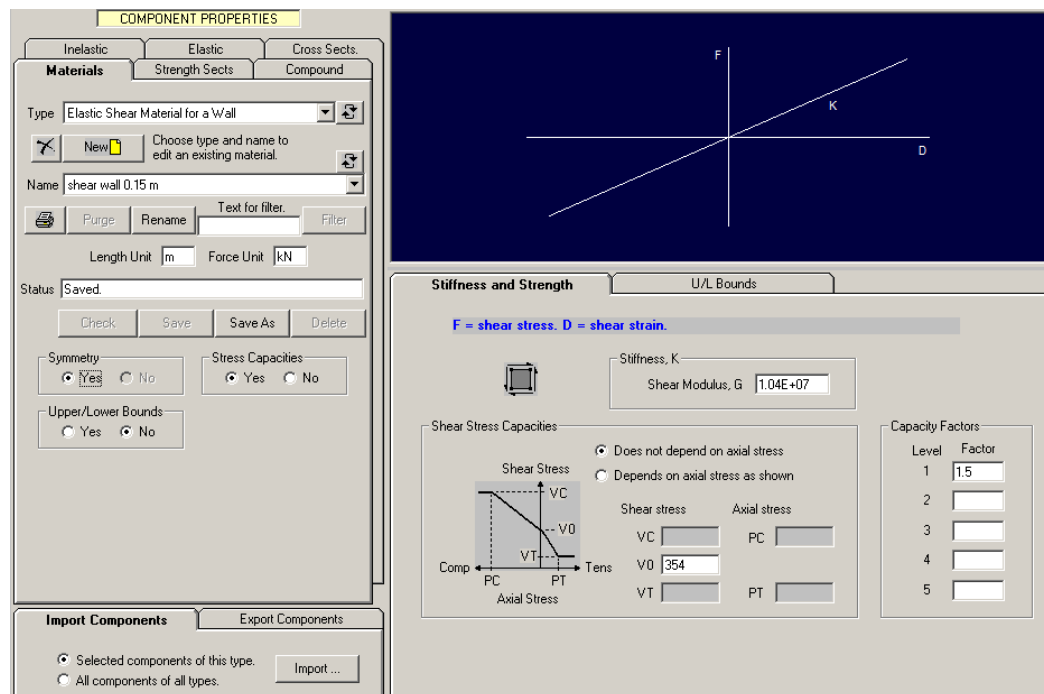 COMPONENT PROPERTIES
Inelastic Elastic Cross Sects.
Materials Strength Sects Compound
Type Elastic Shear Material for a Wall
New Choose type and name to
edit an existing material.
Name shear wall 0.15 m
Purge Rename Text for filter. Filter
Length Unit m Force Unit kN
Status Saved.
Check Save Save As Delete
Symmetry
Yes No
Stress Capacities
Yes No
Upper/Lower Bounds
Yes No
Import Components Export Components
Selected components of this type.
All components of all types.
Import ...
F
K
D
Stiffness and Strength U/L Bounds
F = shear stress. D = shear strain.
Stiffness, K
Shear Modulus, G 1.04E+07
Shear Stress Capacities
Does not depend on axial stress
Depends on axial stress as shown
Shear Stress
VC
V0
VT
Comp Tens
PC PT
Axial Stress
Shear stress Axial stress
VC PC
V0 354
VT PT
Capacity Factors
Level Factor
1 1.5
2
3
4
5